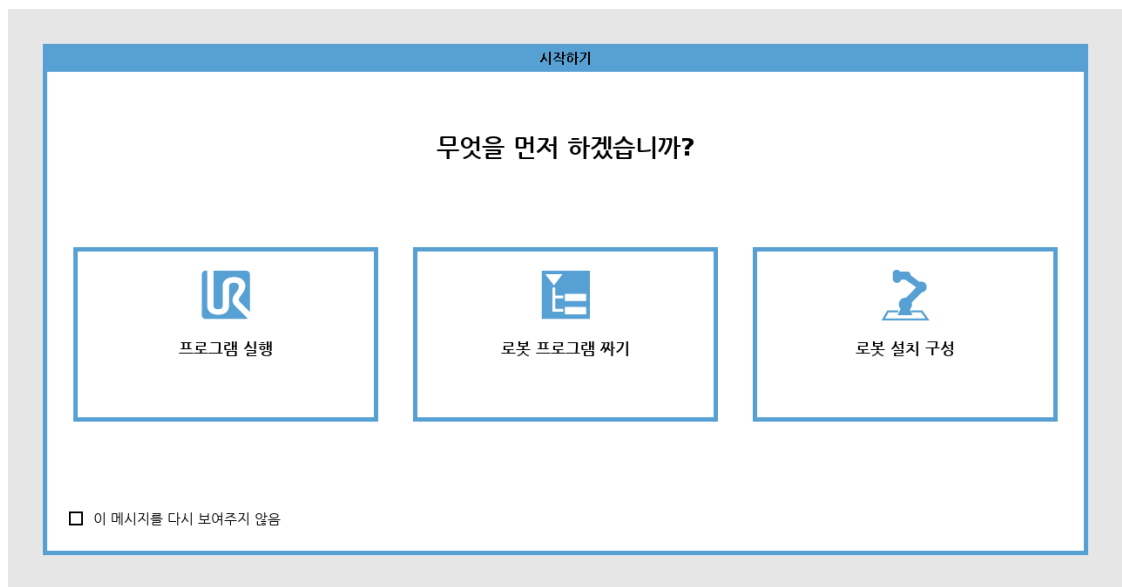 시작하기
무엇을 먼저 하겠습니까?
UR
프로그램 실행
로봇 프로그램 짜기
로봇 설치 구성
이 메시지를 다시 보여주지 않음